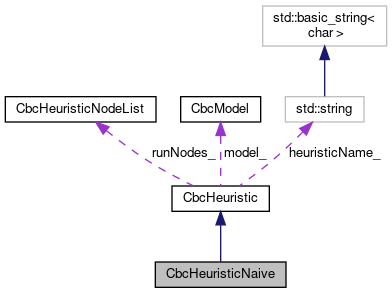 std::basic_string<
char >
CbcHeuristicNodeList
CbcModel
std::string
runNodes_
model_
heuristicName_
CbcHeuristic
CbcHeuristicNaive